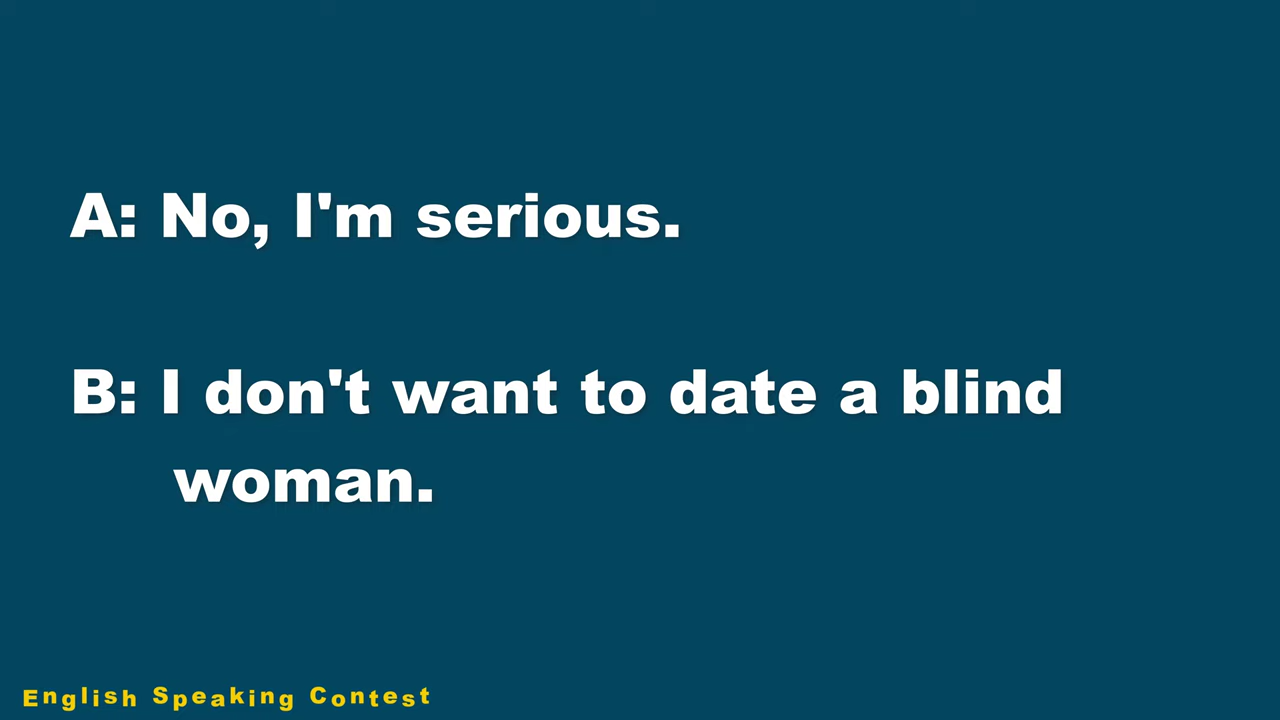 A: No, I'm serious.
B: I don't want to date a blind
woman.
English Speaking Contest